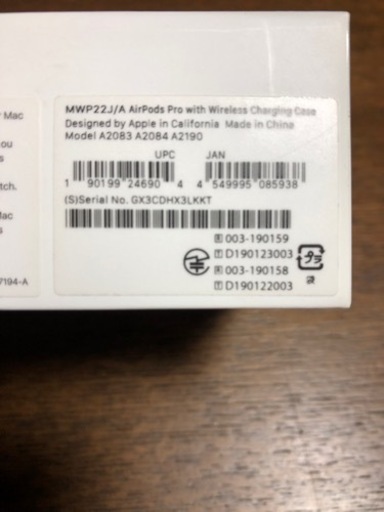 Mac
ou
s
tch.
Mac
s
7194-A
MWP22J/A AirPods Pro with Wireless Charging Case
Designed by Apple in California Made in China
Model A2083 A2084 A2190
UPC JAN
1 90199 24690 4 4 549995 085938
(S)Serial No. GX3CDHX3LKKT
R 003-190159
T D190123003
R 003-190158
T D190122003
プラ